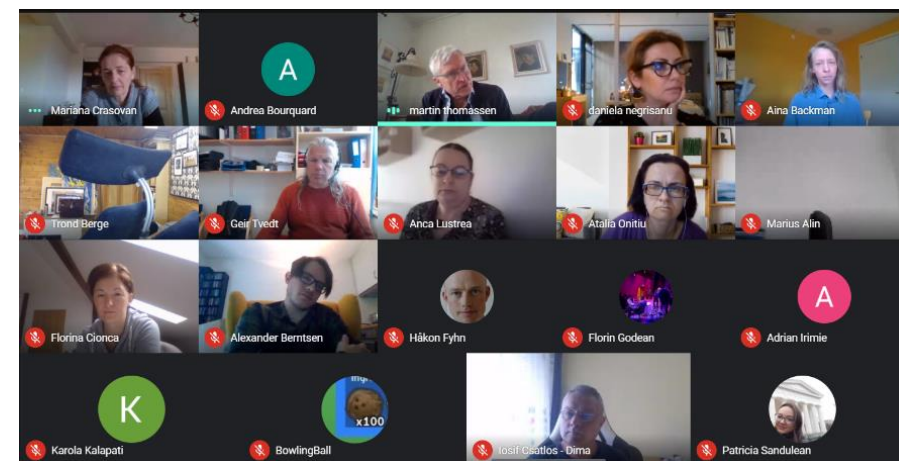 Mariana Crasovan
A
Andrea Bourquard
martin thomassen
daniela negrisanu
Aina Backman
Trond Berge
Geir Tvedt
Anca Lustrea
Atalia Onitiu
Marius Alin
Florina Cionca
Alexander Berntsen
Håkon Fyhn
Florin Godean
A
Adrian Irimie
K
Karola Kalapati
x100
BowlingBall
Iosif Csatlos - Dima
Patricia Sandulean